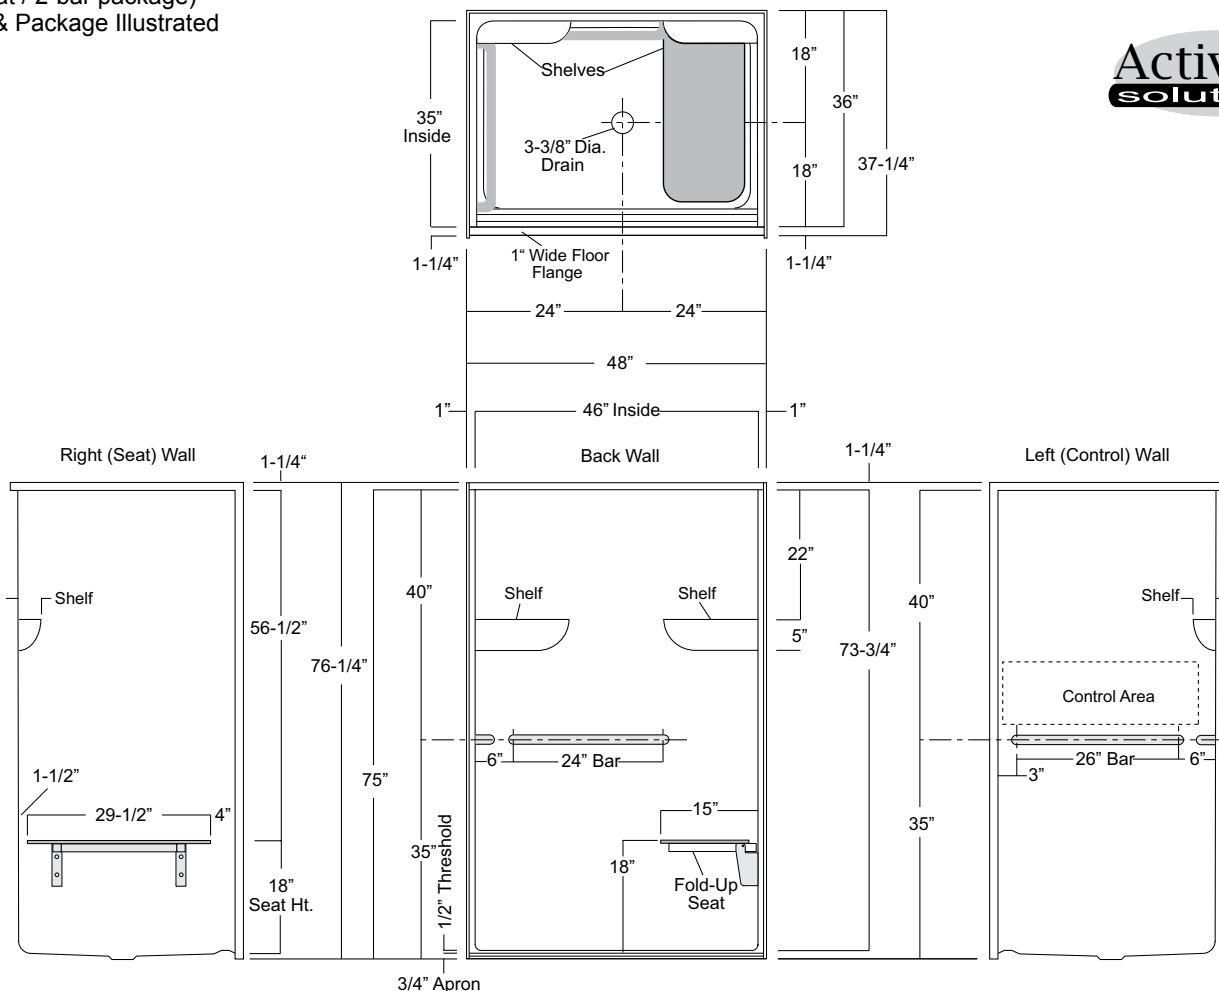 / 2-bar package)
& Package Illustrated
Shelves
35”
Inside
3-3/8” Dia.
Drain
18”
36”
18”
37-1/4”
1-1/4”
1“ Wide Floor
Flange
1-1/4”
24”
24”
48”
1”
46” Inside
1”
Right (Seat) Wall
1-1/4“
Back Wall
1-1/4”
Left (Control) Wall
Shelf
56-1/2”
76-1/4”
75”
40”
35”
1-1/2”
29-1/2”
4”
18”
Seat Ht.
1/2” Threshold
3/4” Apron
Shelf
Shelf
22”
5”
73-3/4”
6”
24” Bar
15”
18”
Fold-Up
Seat
40”
35”
Shelf
Control Area
26” Bar
6”
3”